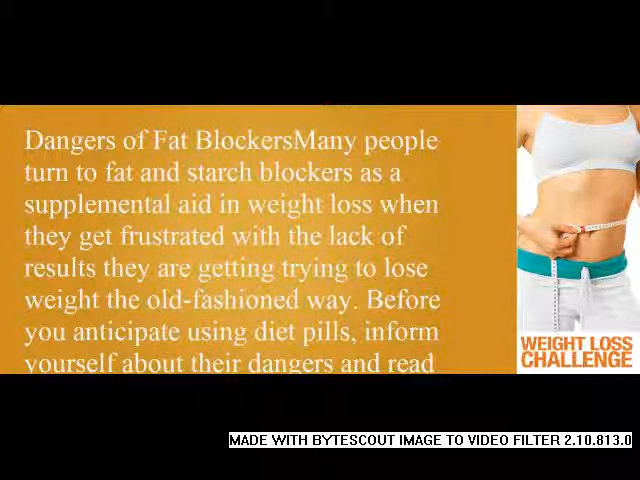 Dangers of Fat BlockersMany people
turn to fat and starch blockers as a
supplemental aid in weight loss when
they get frustrated with the lack of
results they are getting trying to lose
weight the old-fashioned way. Before
you anticipate using diet pills, inform
yourself about their dangers and read
WEIGHT LOSS
CHALLENGE
MADE WITH BYTESCOUT IMAGE TO VIDEO FILTER 2.10.813.0